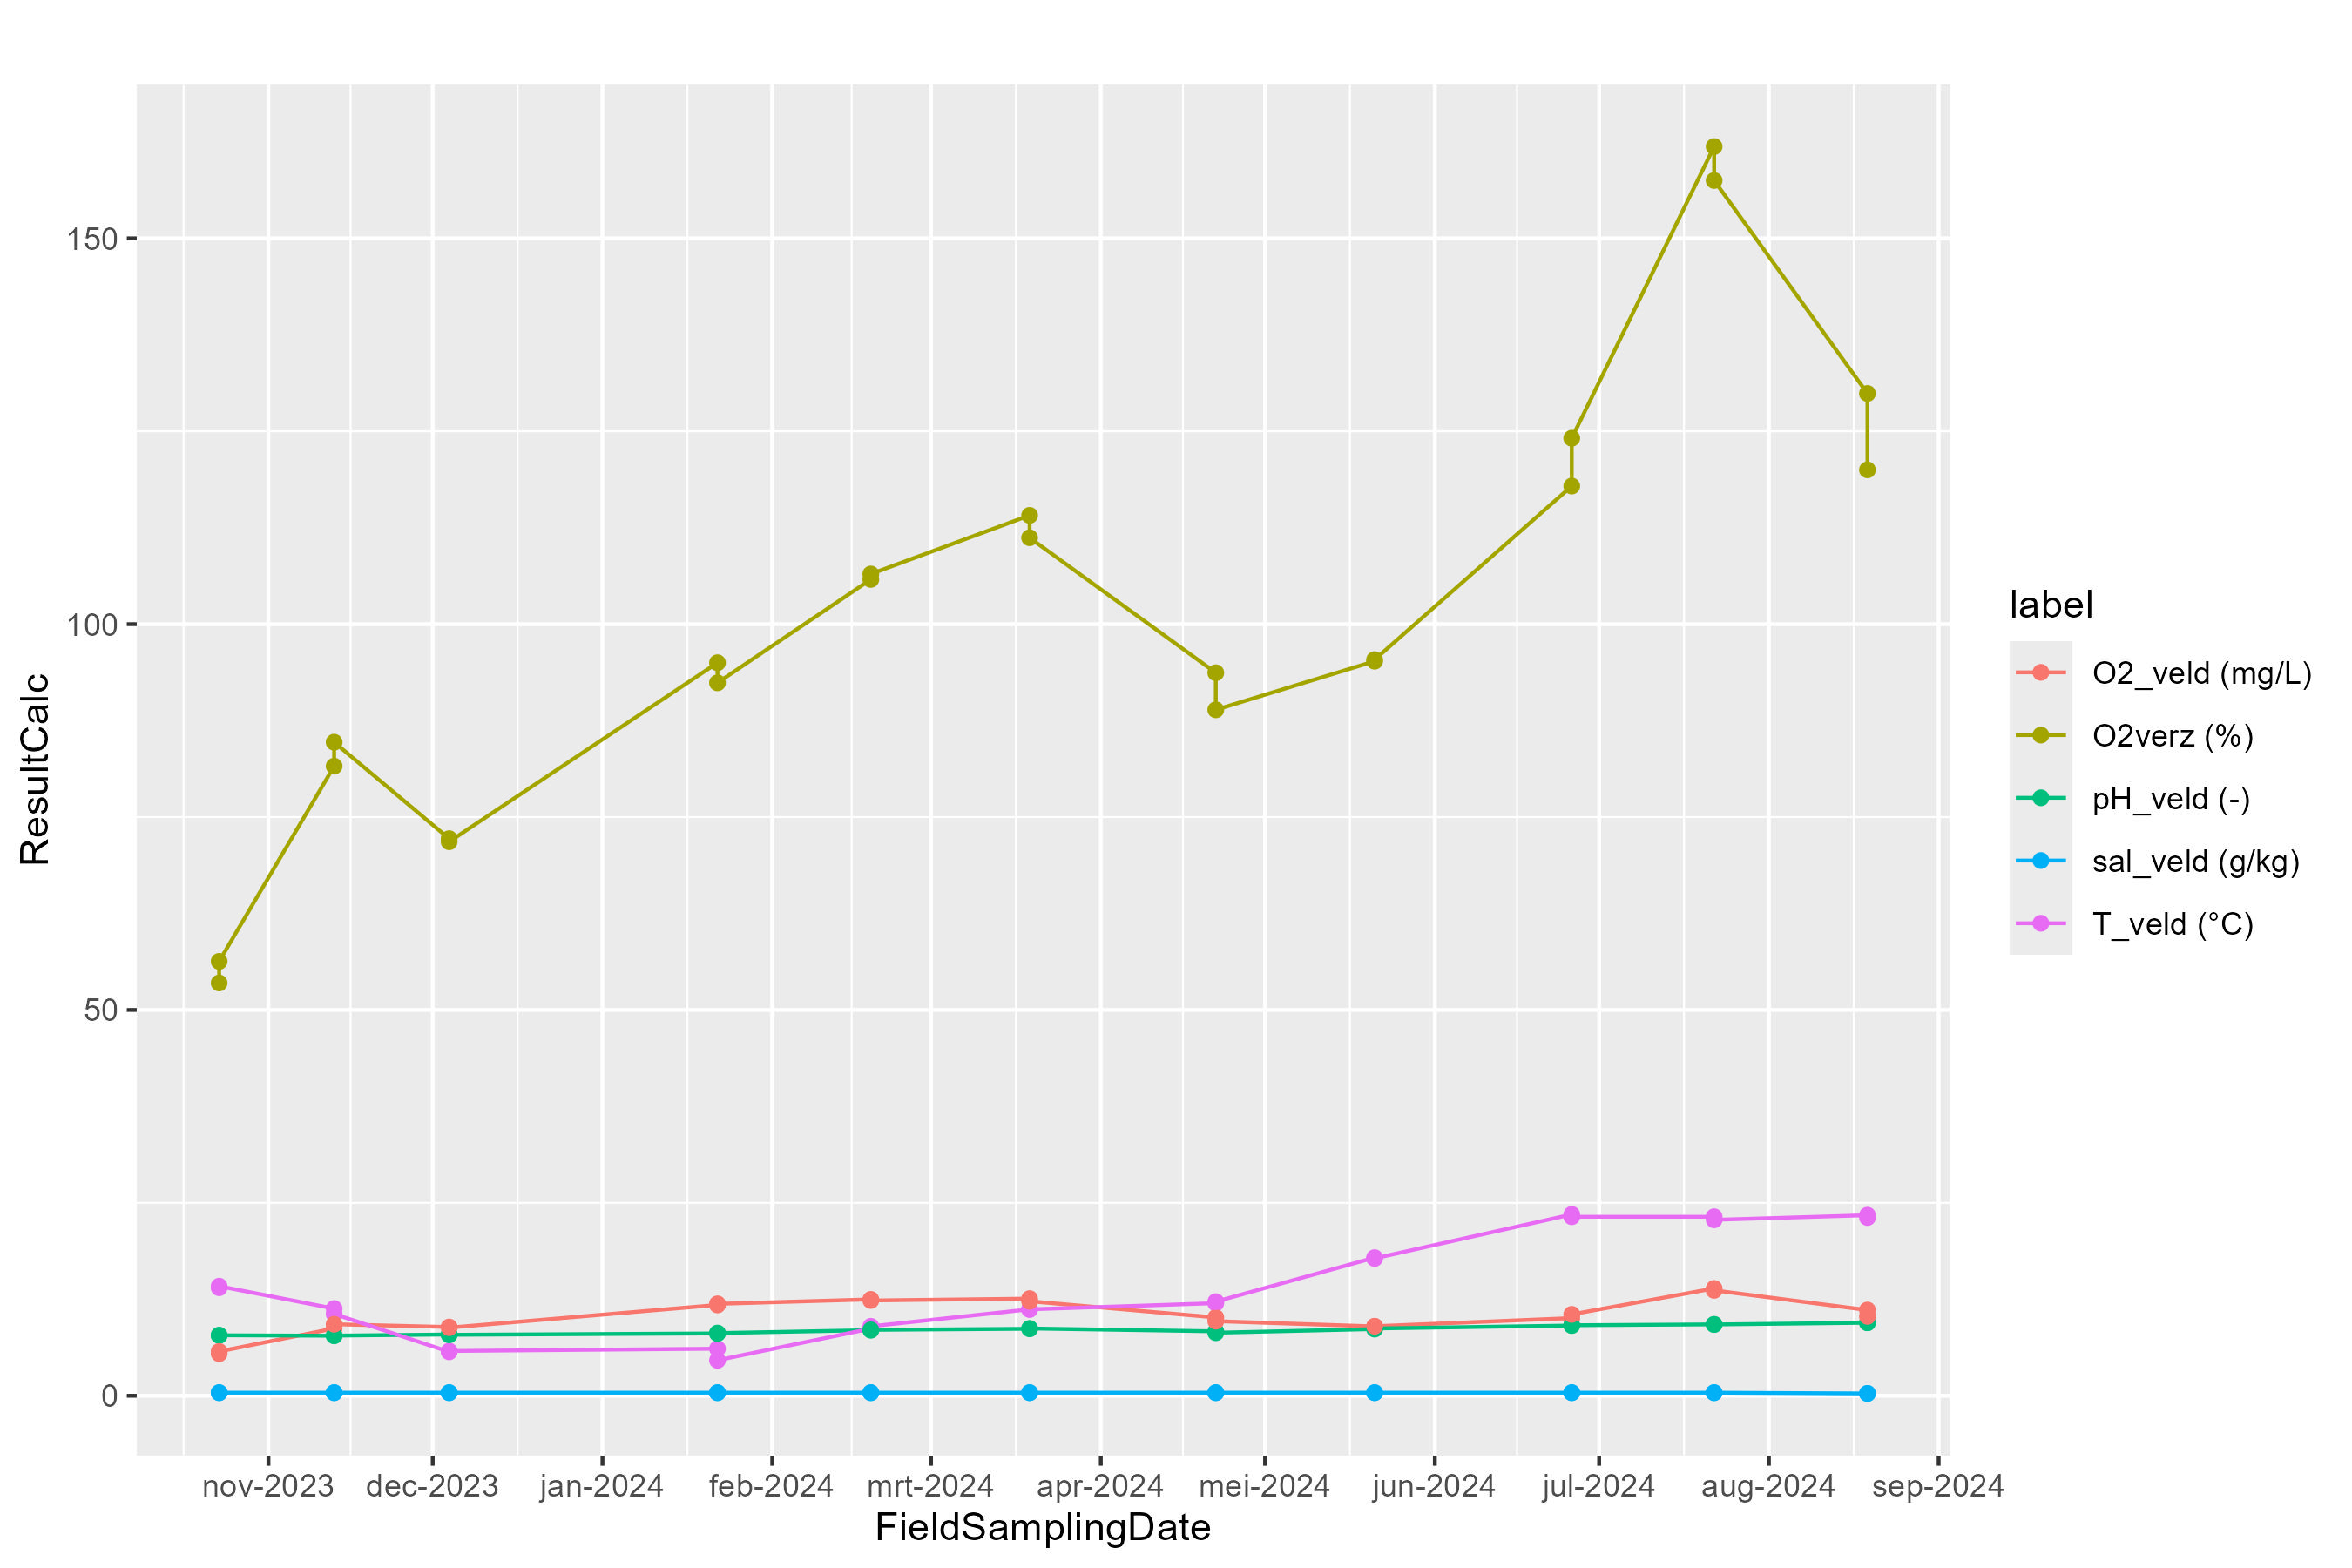 150
100
50
0
ResultCalc
nov-2023 dec-2023 jan-2024 feb-2024 mrt-2024 apr-2024 mei-2024 jun-2024 jul-2024 aug-2024 sep-2024
FieldSamplingDate
label
O2_veld (mg/L)
O2verz (%)
pH_veld (-)
sal_veld (g/kg)
T_veld (°C)